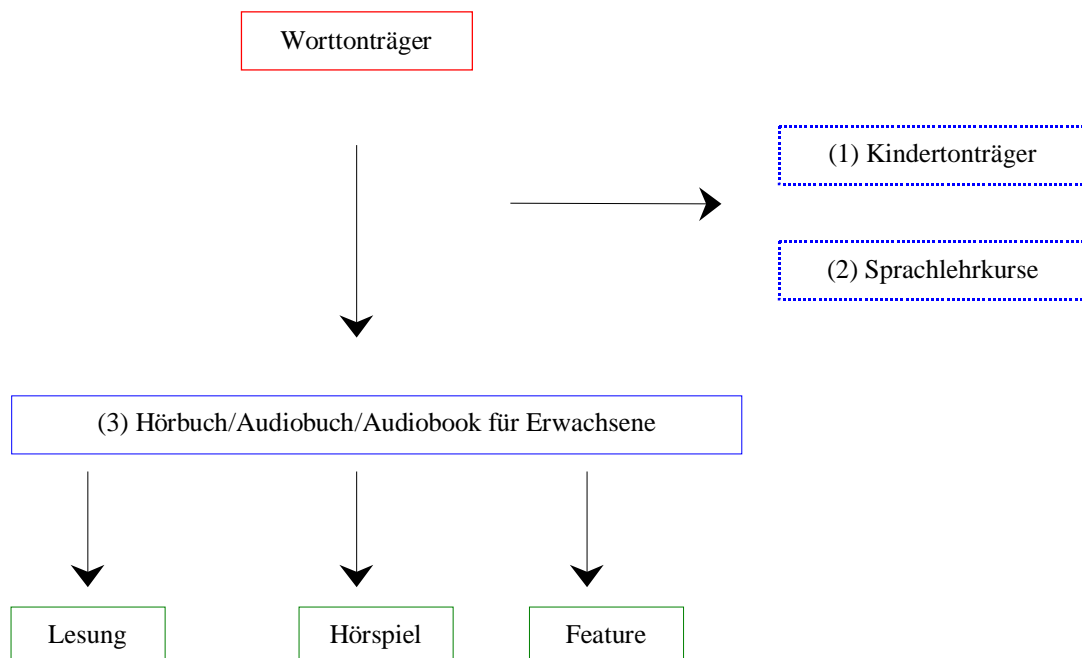 Worttonträger
(1) Kindertonträger
(2) Sprachlehrkurse
(3) Hörbuch/Audiobuch/Audiobook für Erwachsene
Lesung
Hörspiel
Feature